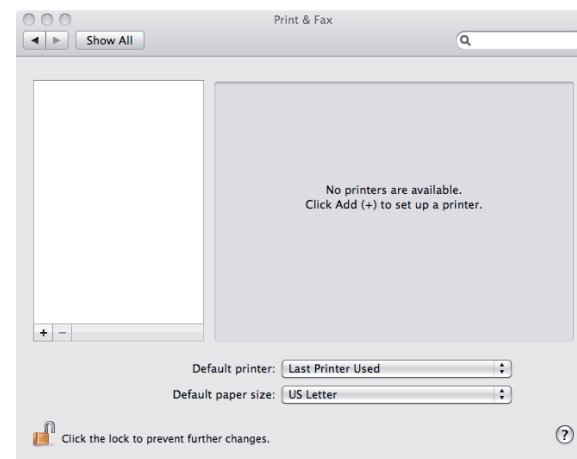 Print & Fax
Show All
No printers are available.
Click Add (+) to set up a printer.
+ −
Default printer: Last Printer Used
Default paper size: US Letter
Click the lock to prevent further changes.
?